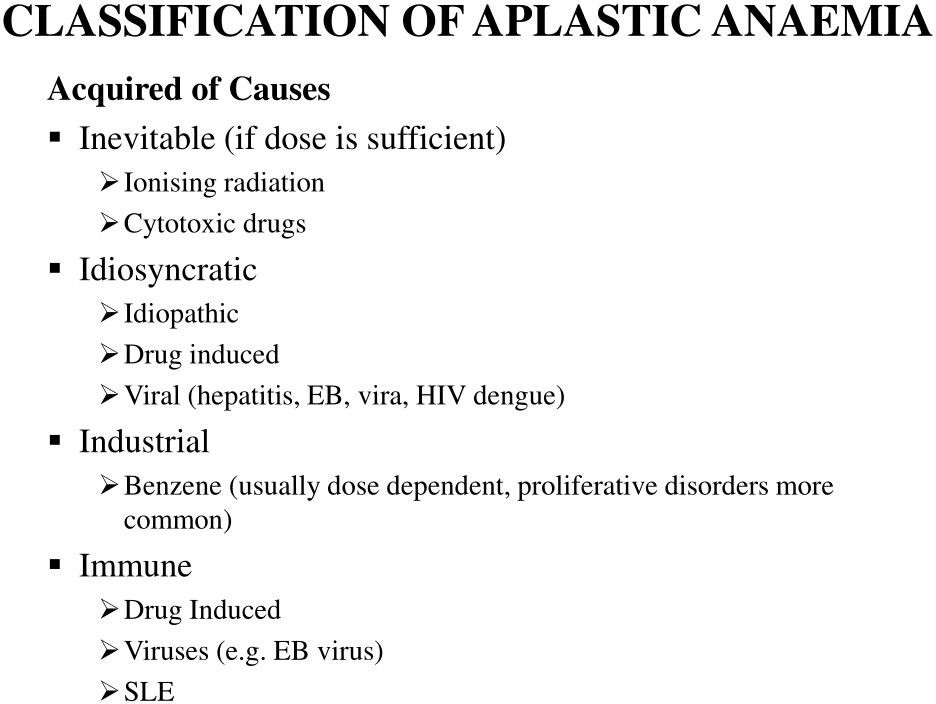 CLASSIFICATION OF APLASTIC ANAEMIA
Acquired of Causes
▪ Inevitable (if dose is sufficient)
➢ Ionising radiation
➢ Cytotoxic drugs
▪ Idiosyncratic
➢ Idiopathic
➢ Drug induced
➢ Viral (hepatitis, EB, vira, HIV dengue)
▪ Industrial
➢ Benzene (usually dose dependent, proliferative disorders more
common)
▪ Immune
➢ Drug Induced
➢ Viruses (e.g. EB virus)
➢ SLE